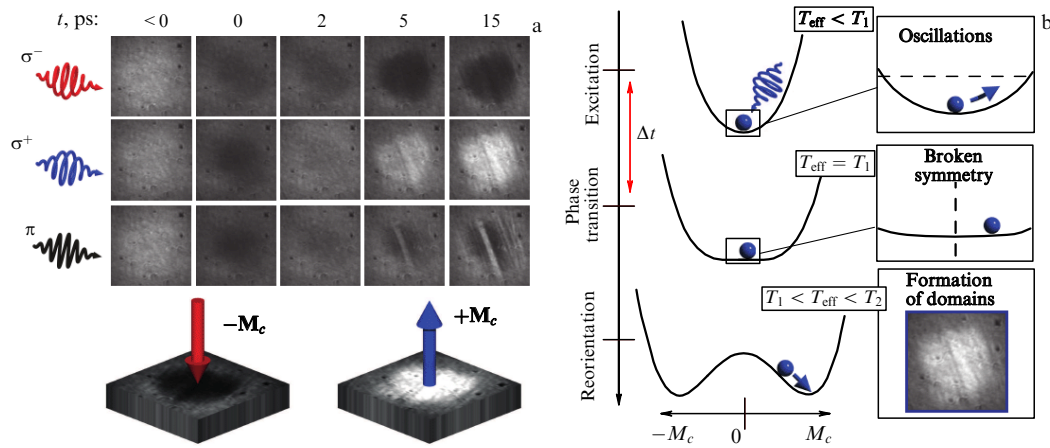 t, ps: < 0 0 2 5 15 a
σ⁻
σ⁺
π
−M_c
+M_c
b
Excitation
Phase
transition
Reorientation
Δt
T_eff < T_1
T_eff = T_1
T_1 < T_eff < T_2
Oscillations
Broken
symmetry
Formation
of domains
−M_c 0 M_c